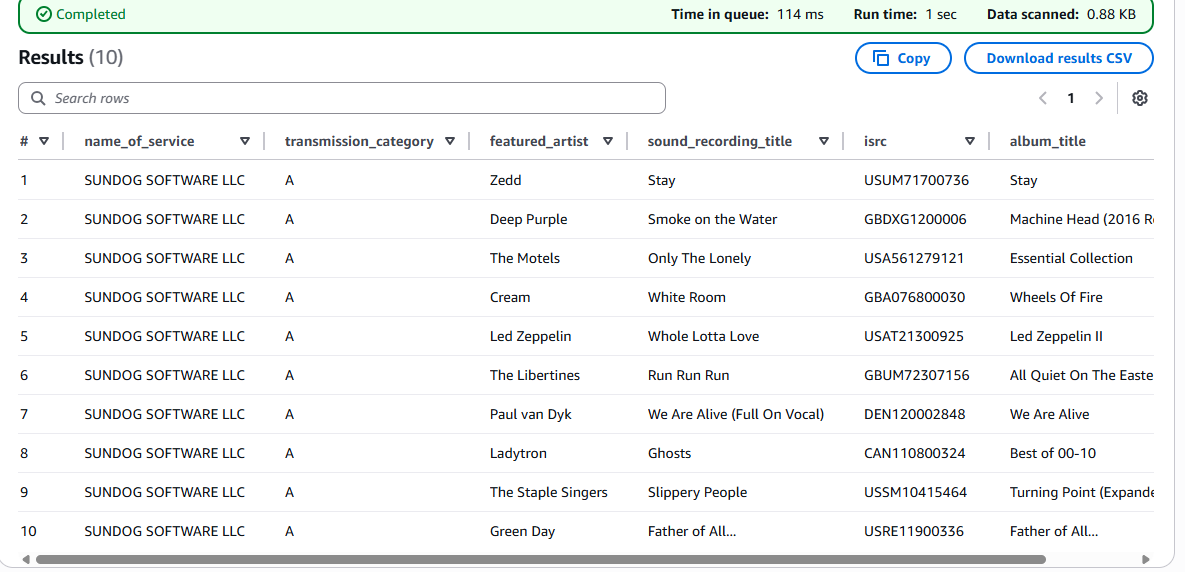 Completed Time in queue: 114 ms Run time: 1 sec Data scanned: 0.88 KB
Results (10) Copy Download results CSV
Search rows 1
# name_of_service transmission_category featured_artist sound_recording_title isrc album_title
1 SUNDOG SOFTWARE LLC A Zedd Stay USUM71700736 Stay
2 SUNDOG SOFTWARE LLC A Deep Purple Smoke on the Water GBDXG1200006 Machine Head (2016 Re
3 SUNDOG SOFTWARE LLC A The Motels Only The Lonely USA561279121 Essential Collection
4 SUNDOG SOFTWARE LLC A Cream White Room GBA076800030 Wheels Of Fire
5 SUNDOG SOFTWARE LLC A Led Zeppelin Whole Lotta Love USAT21300925 Led Zeppelin II
6 SUNDOG SOFTWARE LLC A The Libertines Run Run Run GBUM72307156 All Quiet On The Easte
7 SUNDOG SOFTWARE LLC A Paul van Dyk We Are Alive (Full On Vocal) DEN120002848 We Are Alive
8 SUNDOG SOFTWARE LLC A Ladytron Ghosts CAN110800324 Best of 00-10
9 SUNDOG SOFTWARE LLC A The Staple Singers Slippery People USSM10415464 Turning Point (Expande
10 SUNDOG SOFTWARE LLC A Green Day Father of All... USRE11900336 Father of All...